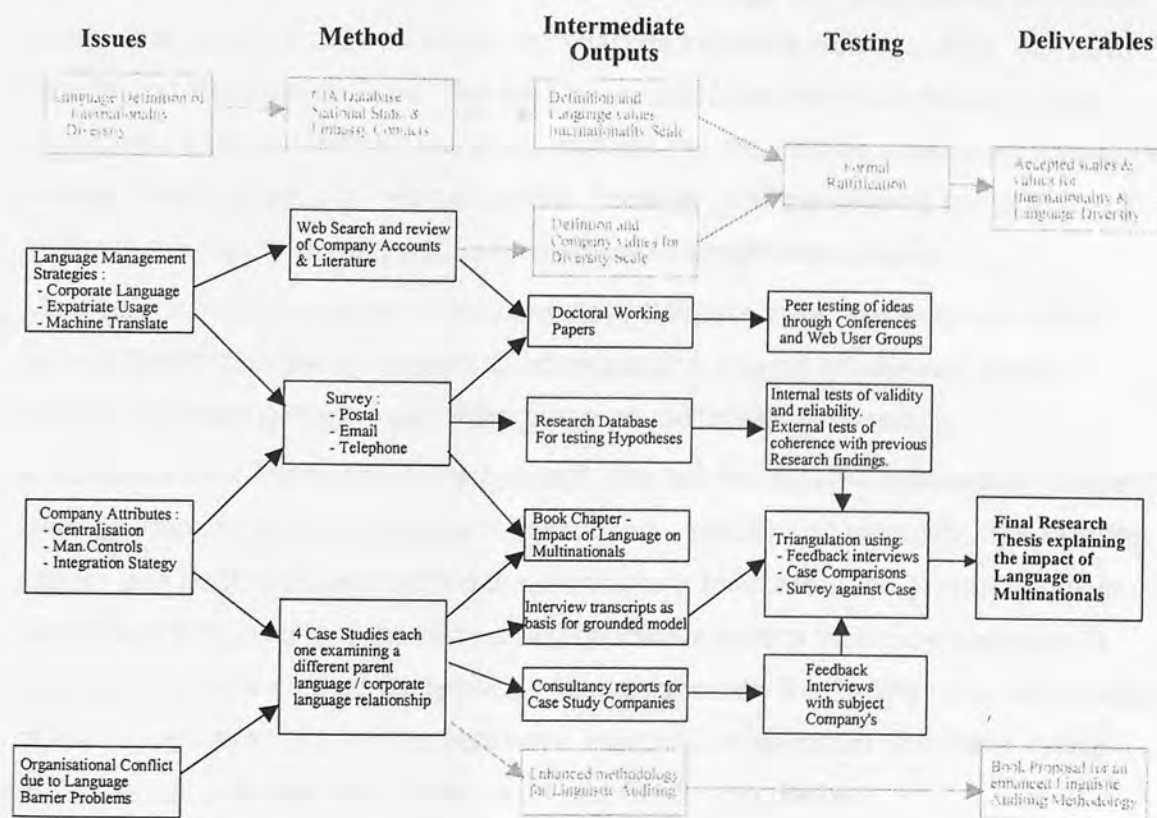 Issues
Method
Intermediate
Outputs
Testing
Deliverables
Language Definition of
Internationality
Diversity
CIA Database
National Stats. &
Embassy Contacts
Definition and
Language values
Internationality Scale
Formal
Ratification
Accepted scales &
values for
Internationality &
Language Diversity
Web Search and review
of Company Accounts
& Literature
Definition and
Company values for
Diversity Scale
Language Management
Strategies :
- Corporate Language
- Expatriate Usage
- Machine Translate
Doctoral Working
Papers
Peer testing of ideas
through Conferences
and Web User Groups
Survey :
- Postal
- Email
- Telephone
Research Database
For testing Hypotheses
Internal tests of validity
and reliability.
External tests of
coherence with previous
Research findings.
Company Attributes :
- Centralisation
- Man.Controls
- Integration Stategy
Book Chapter -
Impact of Language on
Multinationals
Triangulation using:
- Feedback interviews
- Case Comparisons
- Survey against Case
Final Research
Thesis explaining
the impact of
Language on
Multinationals
4 Case Studies each
one examining a
different parent
language / corporate
language relationship
Interview transcripts as
basis for grounded model
Consultancy reports for
Case Study Companies
Feedback
Interviews
with subject
Company's
Organisational Conflict
due to Language
Barrier Problems
Enhanced methodology
for Linguistic Auditing
Book Proposal for an
enhanced Linguistic
Auditing Methodology